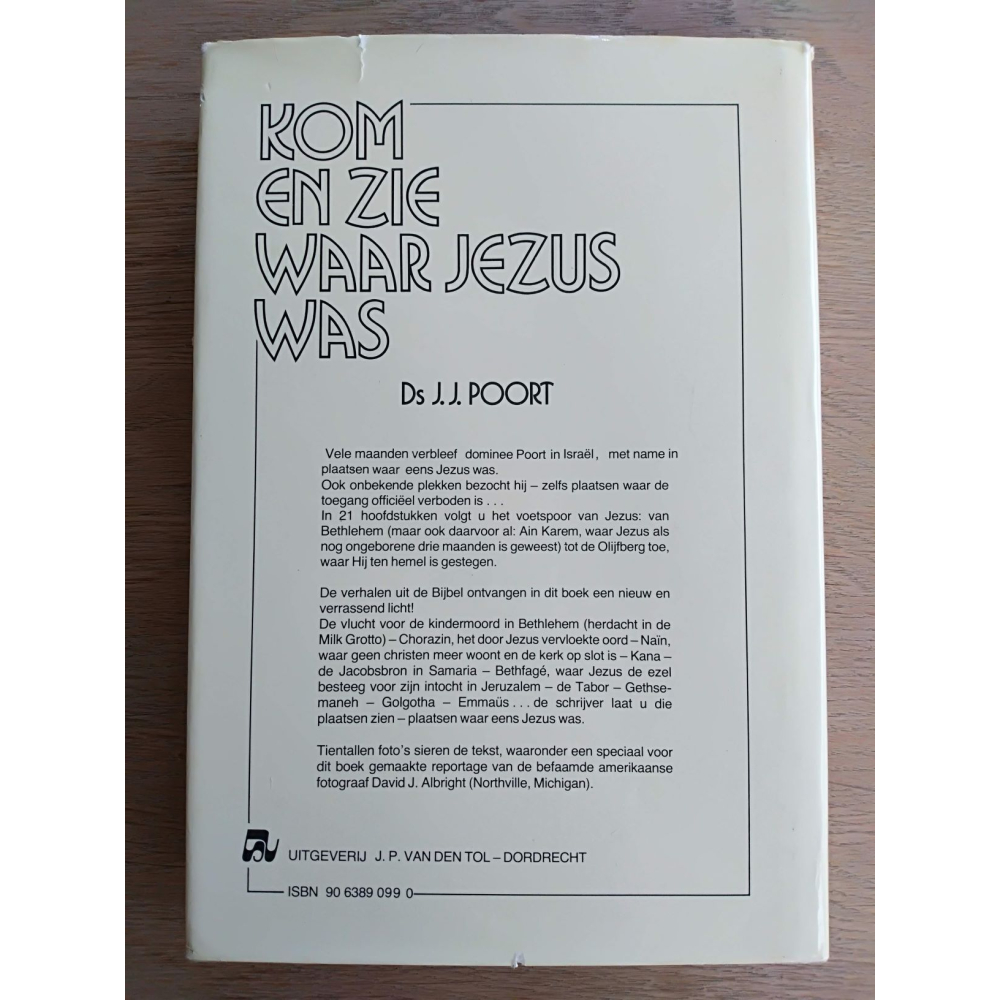 KOM
EN ZIE
WAAR JEZUS
WAS
Ds J. J. POORT
Vele maanden verbleef dominee Poort in Israël, met name in
plaatsen waar eens Jezus was.
Ook onbekende plekken bezocht hij – zelfs plaatsen waar de
toegang officiëel verboden is . . .
In 21 hoofdstukken volgt u het voetspoor van Jezus: van
Bethlehem (maar ook daarvoor al: Ain Karem, waar Jezus als
nog ongeborene drie maanden is geweest) tot de Olijfberg toe,
waar Hij ten hemel is gestegen.
De verhalen uit de Bijbel ontvangen in dit boek een nieuw en
verrassend licht!
De vlucht voor de kindermoord in Bethlehem (herdacht in de
Milk Grotto) – Chorazin, het door Jezus vervloekte oord – Naïn,
waar geen christen meer woont en de kerk op slot is – Kana –
de Jacobsbron in Samaria – Bethfagé, waar Jezus de ezel
besteeg voor zijn intocht in Jeruzalem – de Tabor – Gethse-
maneh – Golgotha – Emmaüs . . . de schrijver laat u die
plaatsen zien – plaatsen waar eens Jezus was.
Tientallen foto's sieren de tekst, waaronder een speciaal voor
dit boek gemaakte reportage van de befaamde amerikaanse
fotograaf David J. Albright (Northville, Michigan).
UITGEVERIJ J. P. VAN DEN TOL – DORDRECHT
ISBN 90 6389 099 0